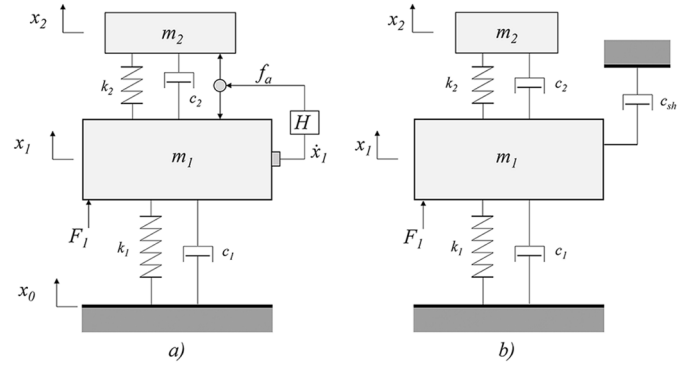 x₂
m₂
k₂
c₂
fₐ
H
x₁
m₁
ẋ₁
F₁
k₁
c₁
x₀
a)
x₂
m₂
k₂
c₂
cₛₕ
x₁
m₁
F₁
k₁
c₁
b)